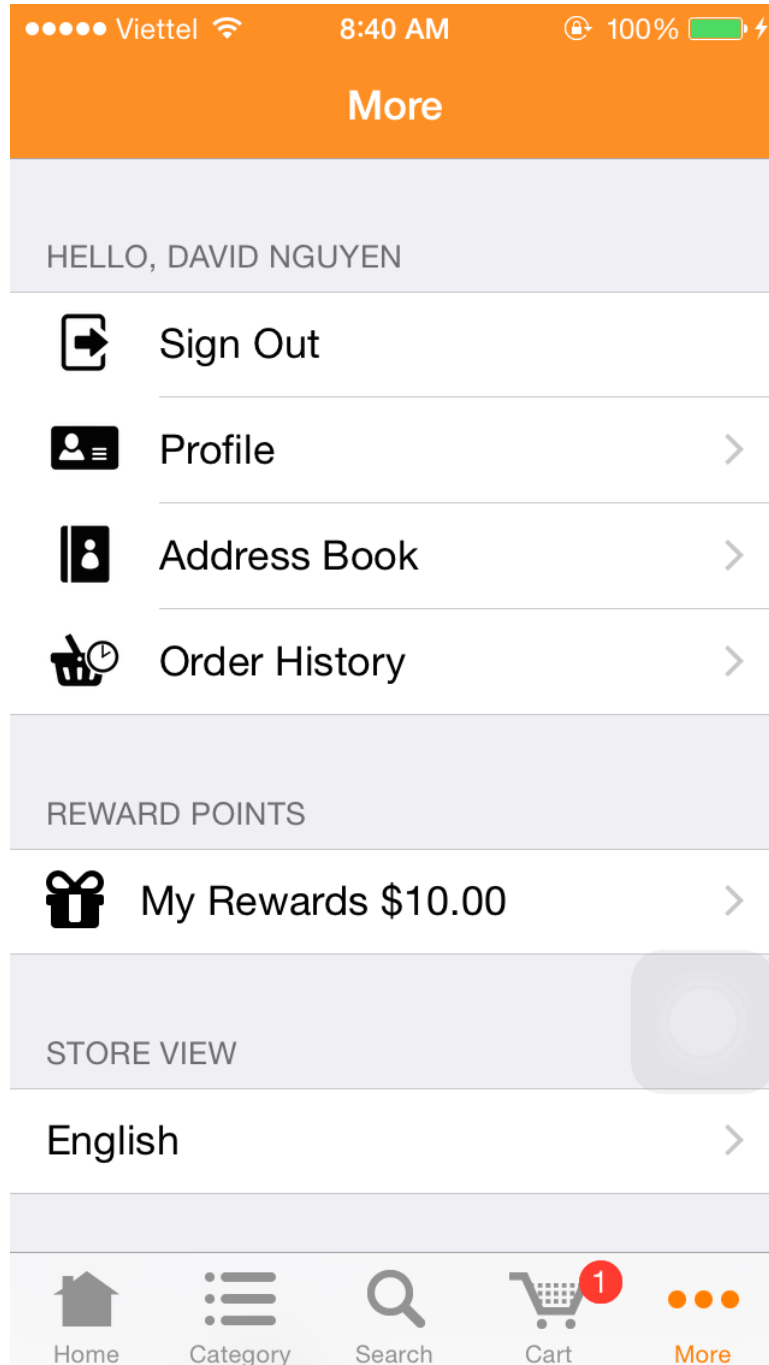 Viettel 8:40 AM 100%
More
HELLO, DAVID NGUYEN
Sign Out
Profile
Address Book
Order History
REWARD POINTS
My Rewards $10.00
STORE VIEW
English
1
Home Category Search Cart More